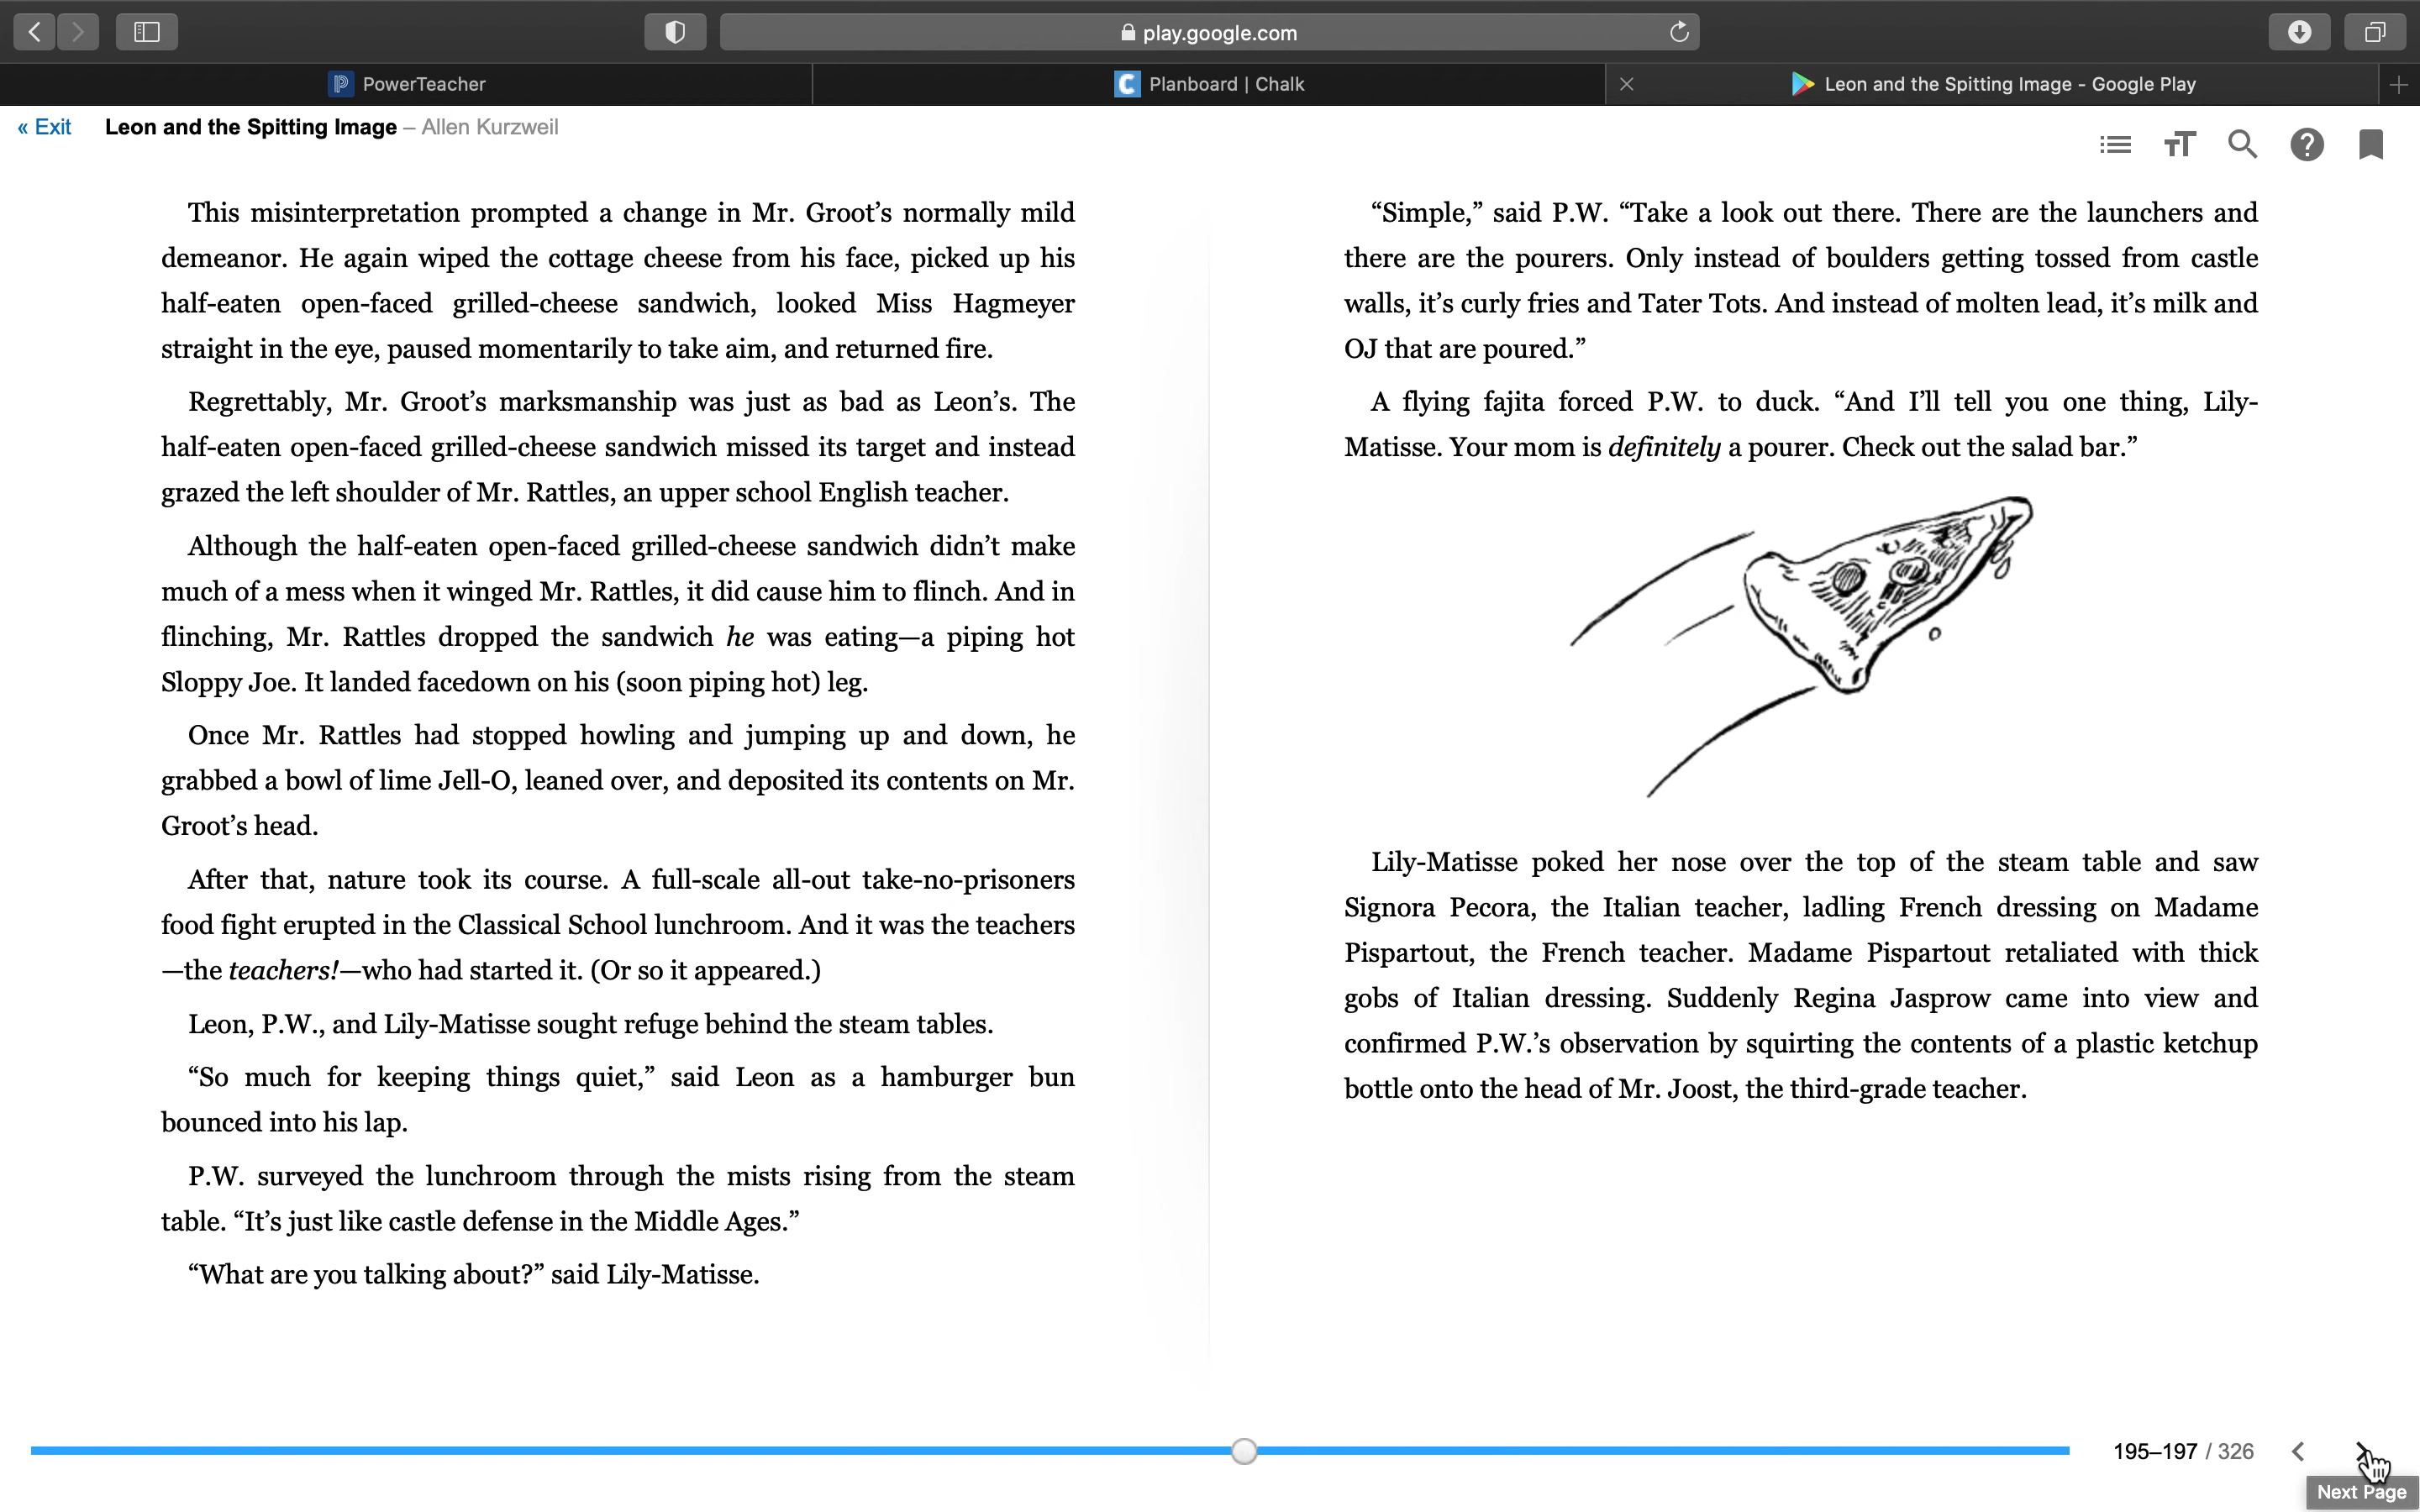 play.google.com
PowerTeacher
Planboard | Chalk
Leon and the Spitting Image - Google Play
« Exit
Leon and the Spitting Image – Allen Kurzweil
This misinterpretation prompted a change in Mr. Groot’s normally mild
demeanor. He again wiped the cottage cheese from his face, picked up his
half-eaten open-faced grilled-cheese sandwich, looked Miss Hagmeyer
straight in the eye, paused momentarily to take aim, and returned fire.
Regrettably, Mr. Groot’s marksmanship was just as bad as Leon’s. The
half-eaten open-faced grilled-cheese sandwich missed its target and instead
grazed the left shoulder of Mr. Rattles, an upper school English teacher.
Although the half-eaten open-faced grilled-cheese sandwich didn’t make
much of a mess when it winged Mr. Rattles, it did cause him to flinch. And in
flinching, Mr. Rattles dropped the sandwich he was eating—a piping hot
Sloppy Joe. It landed facedown on his (soon piping hot) leg.
Once Mr. Rattles had stopped howling and jumping up and down, he
grabbed a bowl of lime Jell-O, leaned over, and deposited its contents on Mr.
Groot’s head.
After that, nature took its course. A full-scale all-out take-no-prisoners
food fight erupted in the Classical School lunchroom. And it was the teachers
—the teachers!—who had started it. (Or so it appeared.)
Leon, P.W., and Lily-Matisse sought refuge behind the steam tables.
“So much for keeping things quiet,” said Leon as a hamburger bun
bounced into his lap.
P.W. surveyed the lunchroom through the mists rising from the steam
table. “It’s just like castle defense in the Middle Ages.”
“What are you talking about?” said Lily-Matisse.
“Simple,” said P.W. “Take a look out there. There are the launchers and
there are the pourers. Only instead of boulders getting tossed from castle
walls, it’s curly fries and Tater Tots. And instead of molten lead, it’s milk and
OJ that are poured.”
A flying fajita forced P.W. to duck. “And I’ll tell you one thing, Lily-
Matisse. Your mom is definitely a pourer. Check out the salad bar.”
Lily-Matisse poked her nose over the top of the steam table and saw
Signora Pecora, the Italian teacher, ladling French dressing on Madame
Pispartout, the French teacher. Madame Pispartout retaliated with thick
gobs of Italian dressing. Suddenly Regina Jasprow came into view and
confirmed P.W.’s observation by squirting the contents of a plastic ketchup
bottle onto the head of Mr. Joost, the third-grade teacher.
195–197 / 326
Next Page